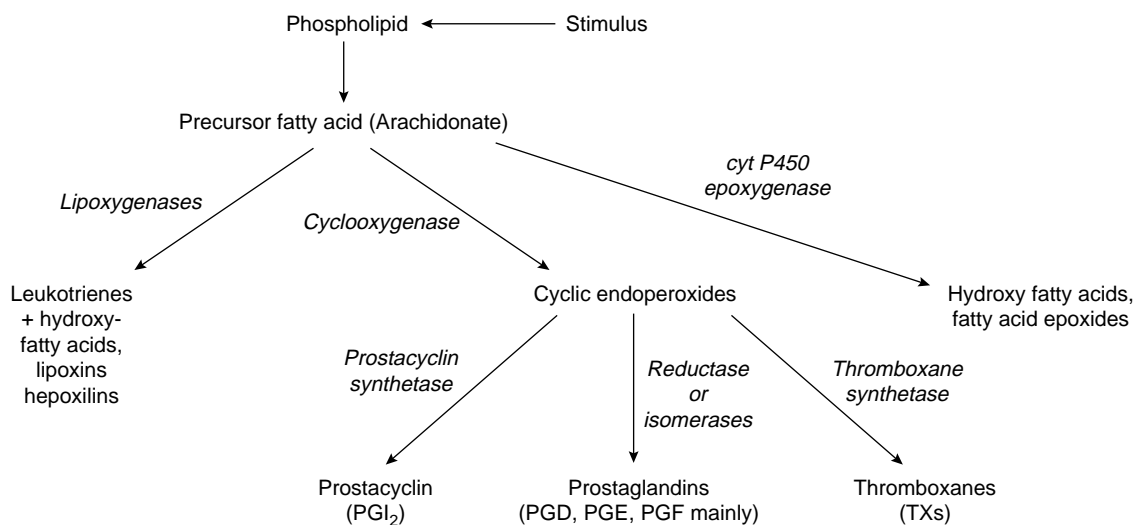 Phospholipid
Stimulus
Precursor fatty acid (Arachidonate)
Lipoxygenases
Cyclooxygenase
cyt P450
epoxygenase
Leukotrienes
+ hydroxy-
fatty acids,
lipoxins
hepoxilins
Cyclic endoperoxides
Hydroxy fatty acids,
fatty acid epoxides
Prostacyclin
synthetase
Reductase
or
isomerases
Thromboxane
synthetase
Prostacyclin
(PGI₂)
Prostaglandins
(PGD, PGE, PGF mainly)
Thromboxanes
(TXs)